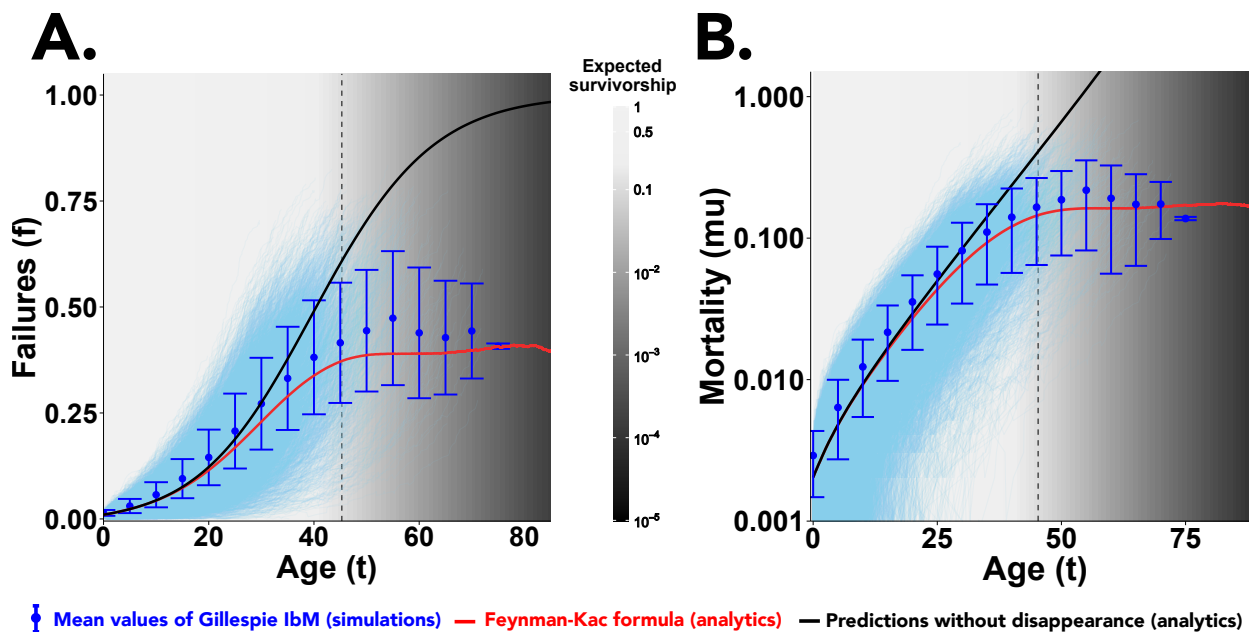 A.
B.
Expected
survivorship
1
0.5
0.1
10⁻²
10⁻³
10⁻⁴
10⁻⁵
Failures (f)
1.00
0.75
0.50
0.25
0.00
0 20 40 60 80
Age (t)
Mortality (mu)
1.000
0.100
0.010
0.001
0 25 50 75
Age (t)
Mean values of Gillespie IbM (simulations) Feynman-Kac formula (analytics) Predictions without disappearance (analytics)